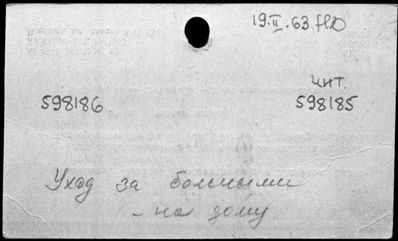 19.II.63
чит.
598186 598185
Уход за больными
- на дому